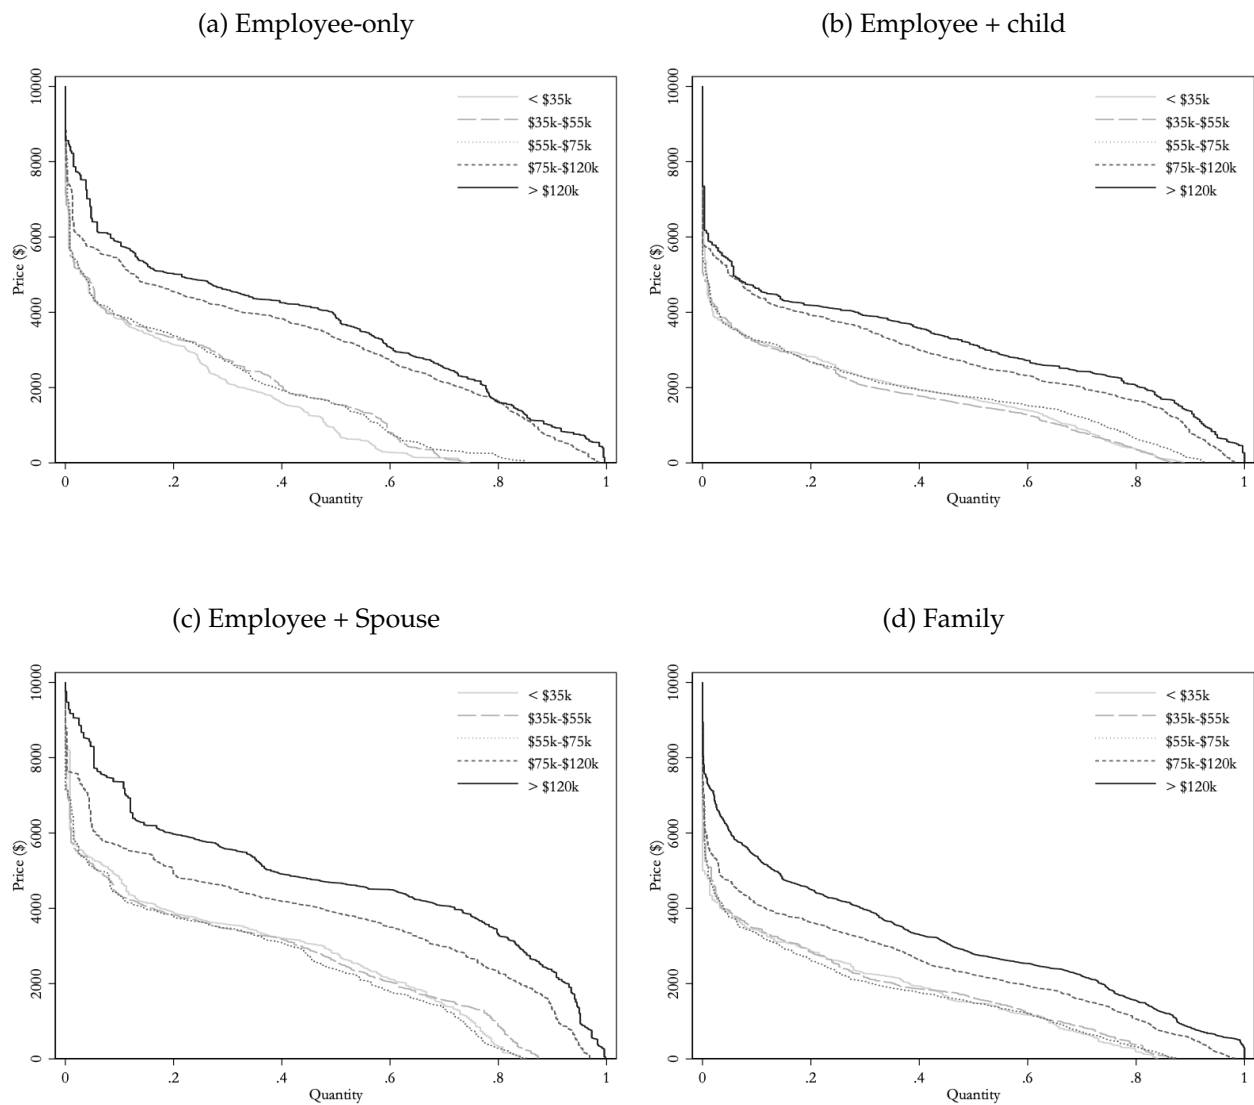 (a) Employee-only
(b) Employee + child
10000
8000
6000
4000
2000
0
Price ($)
< $35k
$35k-$55k
$55k-$75k
$75k-$120k
> $120k
0 .2 .4 .6 .8 1
Quantity
10000
8000
6000
4000
2000
0
Price ($)
< $35k
$35k-$55k
$55k-$75k
$75k-$120k
> $120k
0 .2 .4 .6 .8 1
Quantity
(c) Employee + Spouse
(d) Family
10000
8000
6000
4000
2000
0
Price ($)
< $35k
$35k-$55k
$55k-$75k
$75k-$120k
> $120k
0 .2 .4 .6 .8 1
Quantity
10000
8000
6000
4000
2000
0
Price ($)
< $35k
$35k-$55k
$55k-$75k
$75k-$120k
> $120k
0 .2 .4 .6 .8 1
Quantity